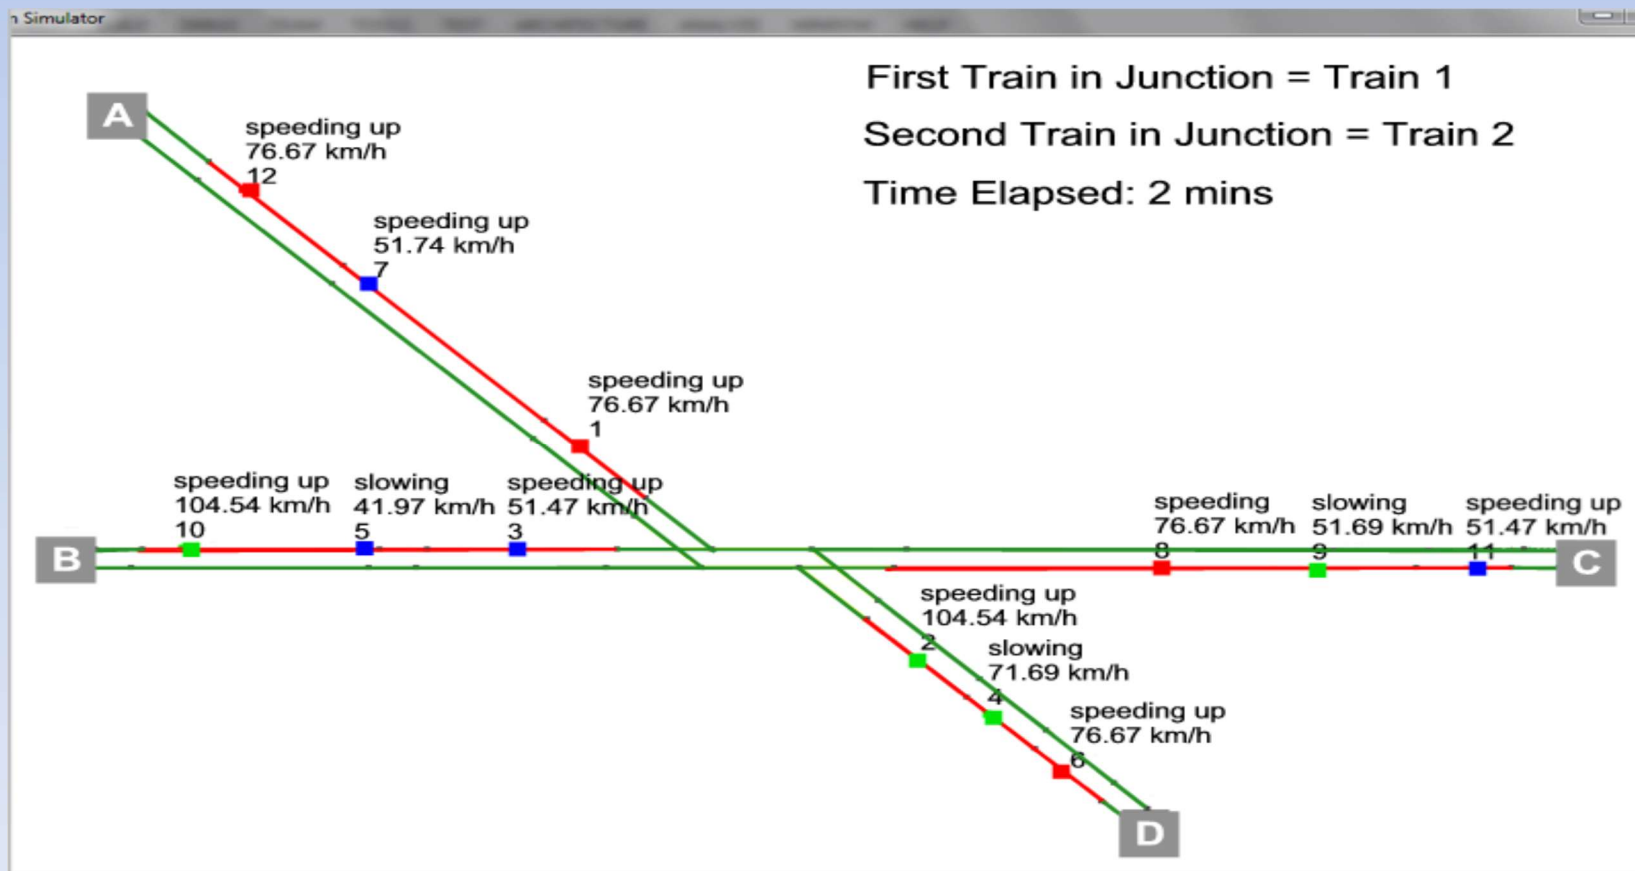 n Simulator
First Train in Junction = Train 1
Second Train in Junction = Train 2
Time Elapsed: 2 mins
A
speeding up
76.67 km/h
12
speeding up
51.74 km/h
7
speeding up
76.67 km/h
1
speeding up
104.54 km/h
10
slowing
41.97 km/h
5
speeding up
51.47 km/h
3
B
speeding
76.67 km/h
8
slowing
51.69 km/h
9
speeding up
51.47 km/h
11
C
speeding up
104.54 km/h
2
slowing
71.69 km/h
4
speeding up
76.67 km/h
6
D